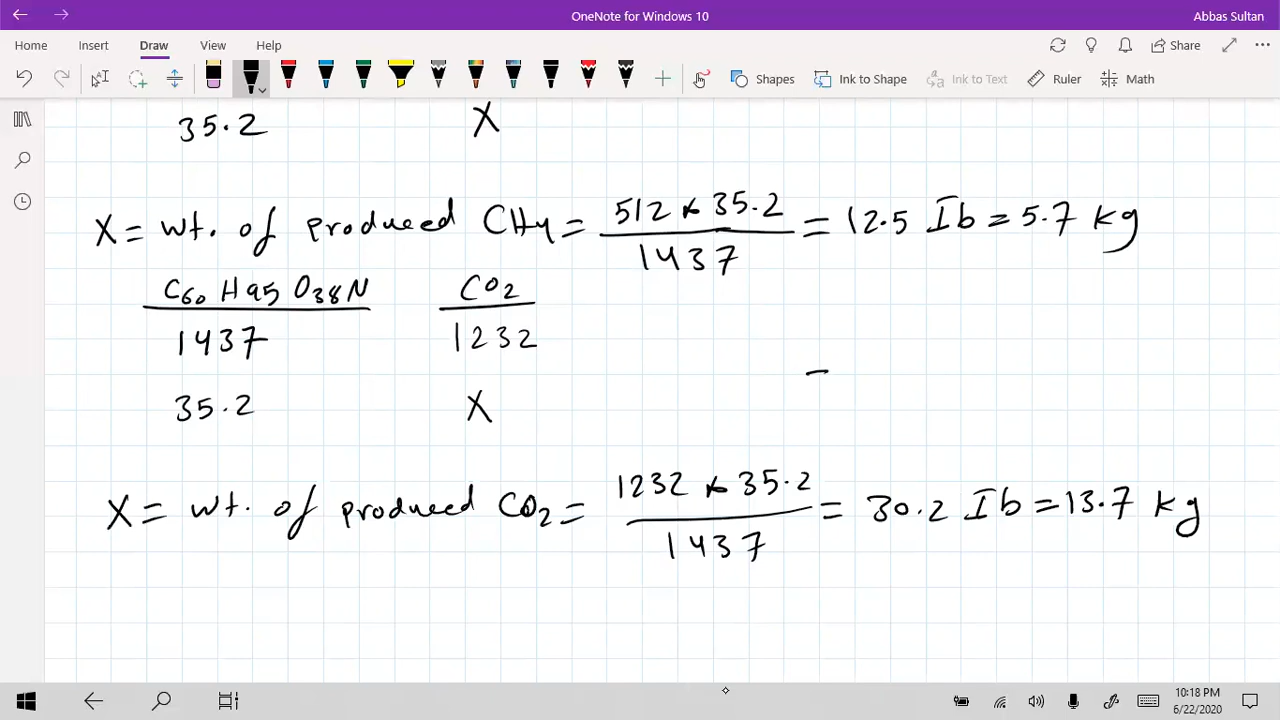 OneNote for Windows 10
Abbas Sultan
Home Insert Draw View Help
Share
Shapes Ink to Shape Ink to Text Ruler Math
35.2 X
X = wt. of produced CH4 = 512 * 35.2 / 1437 = 12.5 Ib = 5.7 kg
C60 H95 O38 N CO2
1437 1232
35.2 X
X = wt. of produced CO2 = 1232 * 35.2 / 1437 = 30.2 Ib = 13.7 kg
10:18 PM
6/22/2020